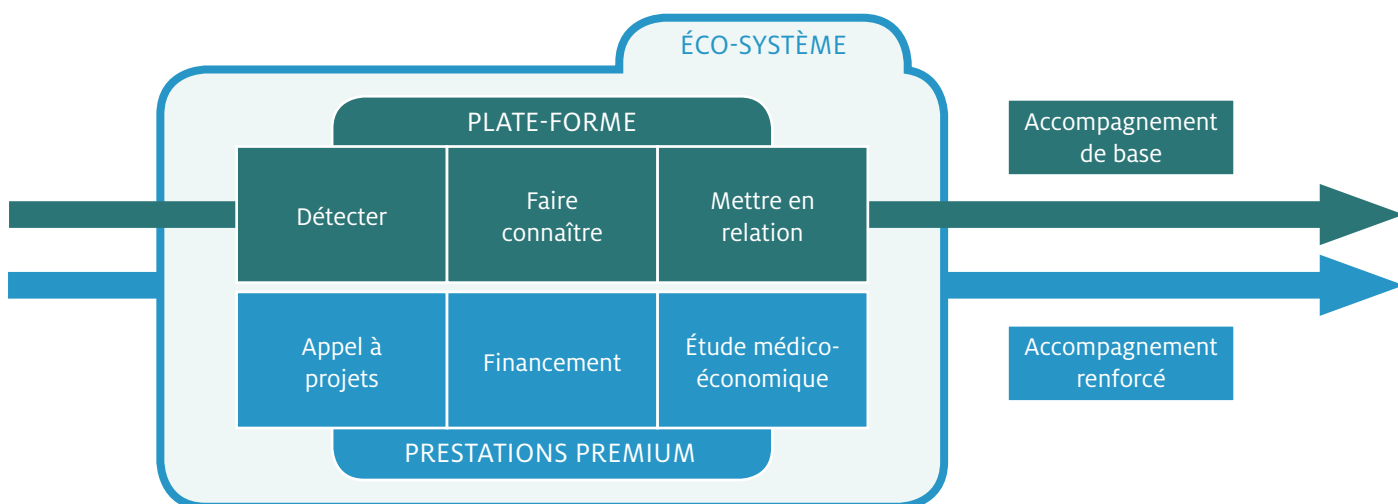 ÉCO-SYSTÈME
PLATE-FORME
Détecter
Faire
connaître
Mettre en
relation
Accompagnement
de base
Appel à
projets
Financement
Étude médico-
économique
Accompagnement
renforcé
PRESTATIONS PREMIUM